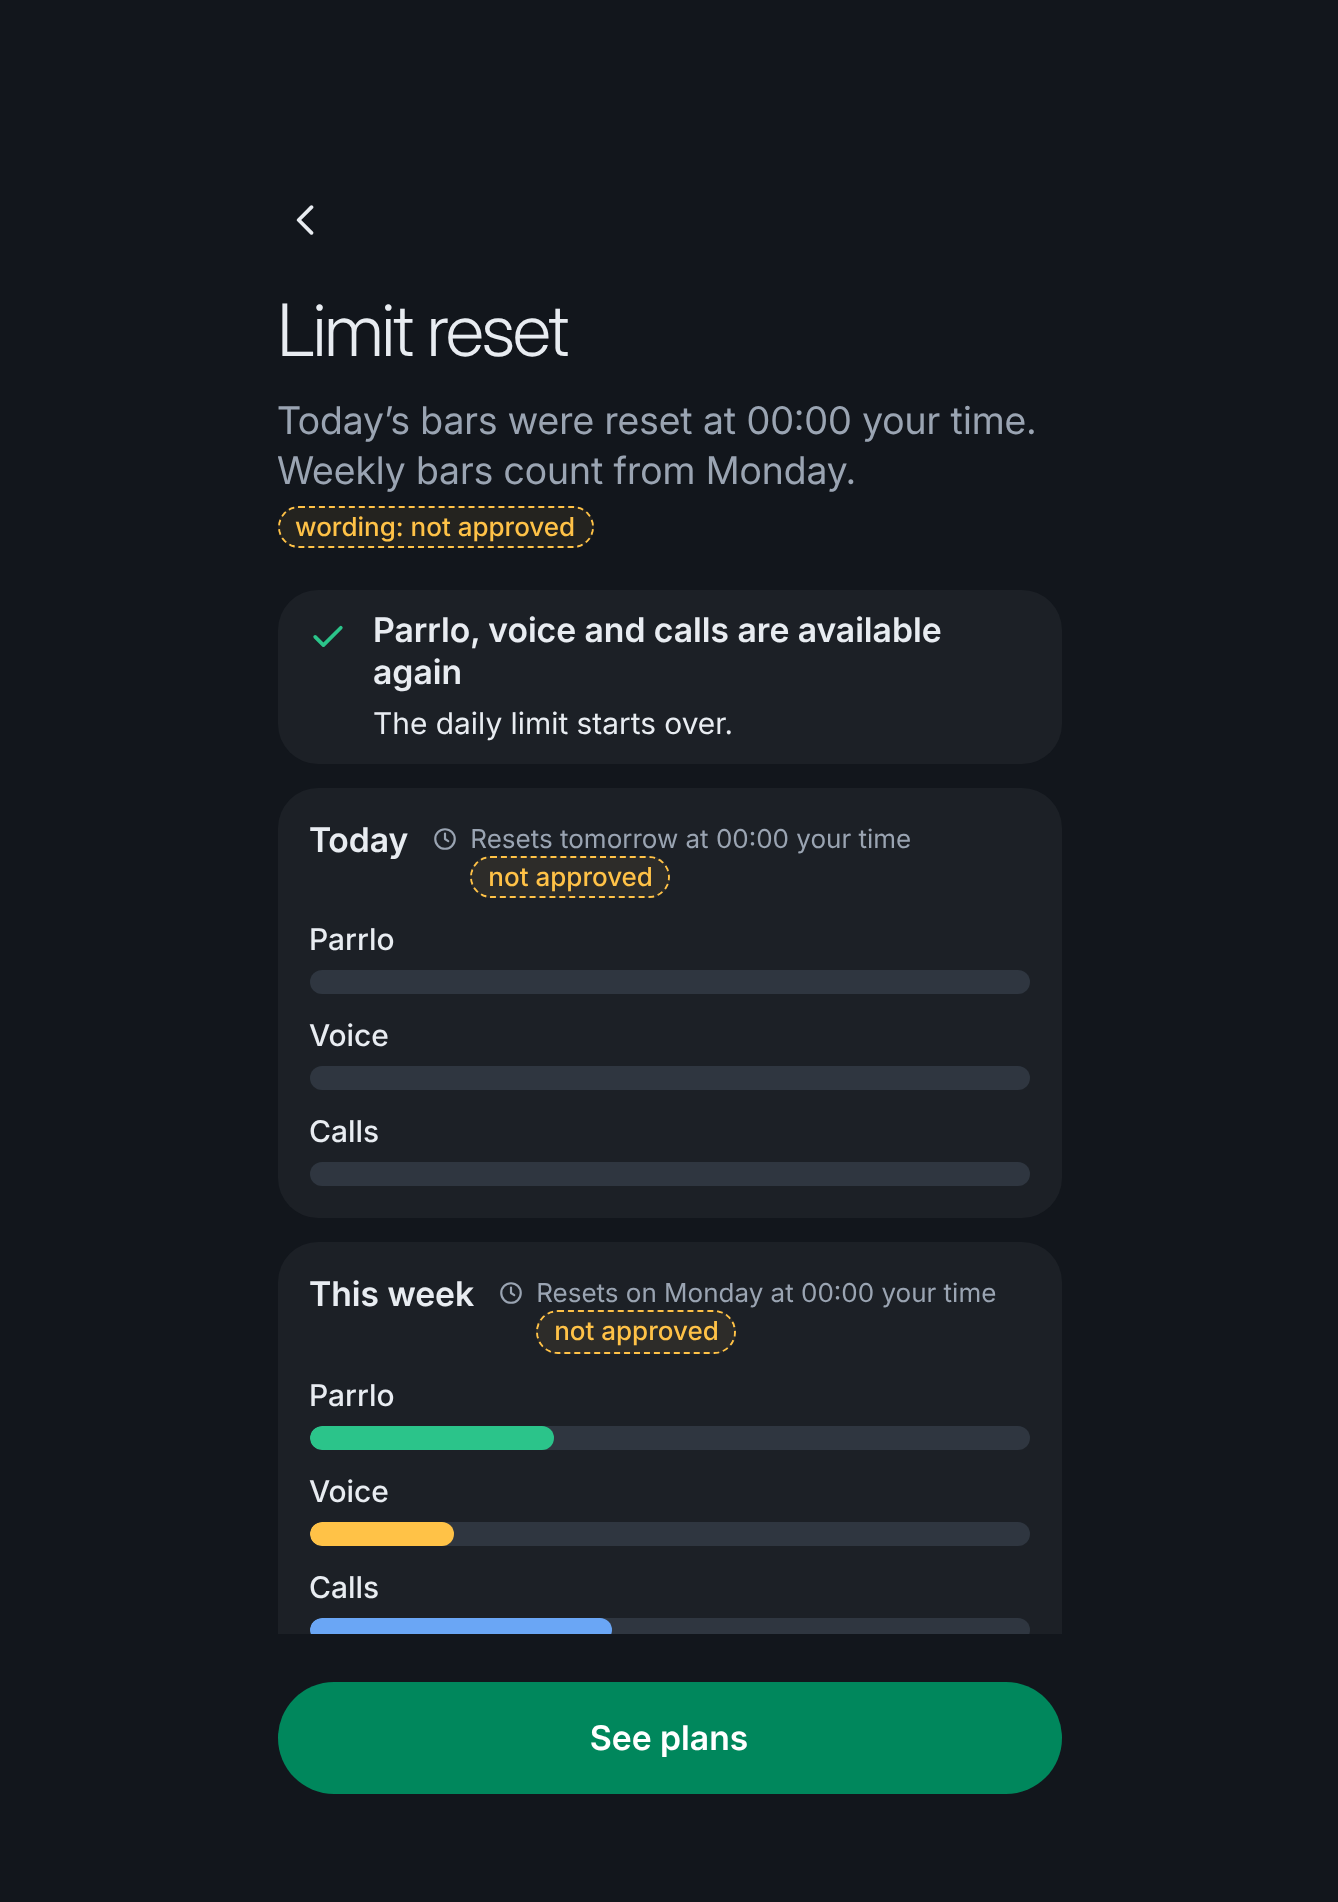 Limit reset
Today’s bars were reset at 00:00 your time.
Weekly bars count from Monday.
wording: not approved
Parrlo, voice and calls are available
again
The daily limit starts over.
Today Resets tomorrow at 00:00 your time
not approved
Parrlo
Voice
Calls
This week Resets on Monday at 00:00 your time
not approved
Parrlo
Voice
Calls
See plans